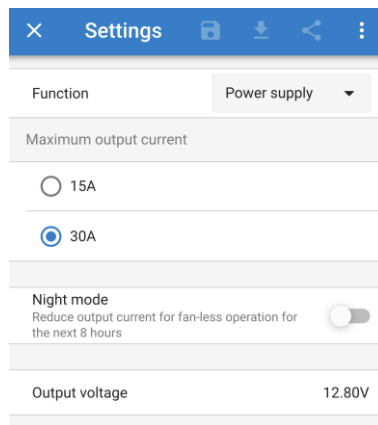 Settings
Function
Power supply
Maximum output current
15A
30A
Night mode
Reduce output current for fan-less operation for
the next 8 hours
Output voltage
12.80V